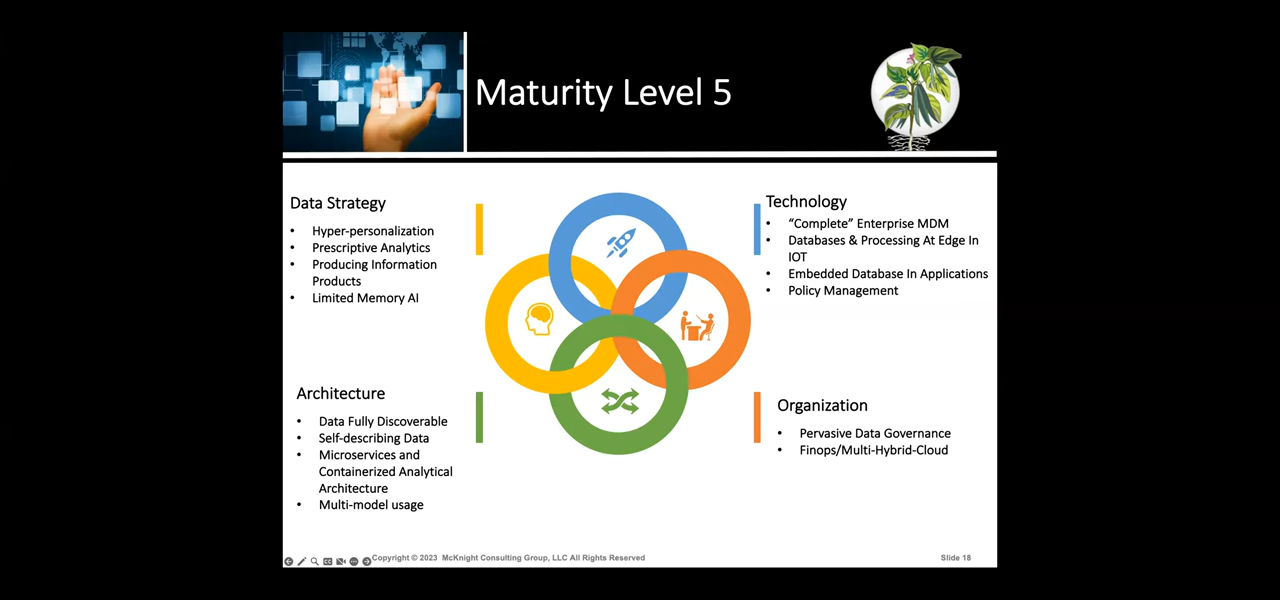 Maturity Level 5
Data Strategy
• Hyper-personalization
• Prescriptive Analytics
• Producing Information
Products
• Limited Memory AI
Technology
• “Complete” Enterprise MDM
• Databases & Processing At Edge In
IOT
• Embedded Database In Applications
• Policy Management
Architecture
• Data Fully Discoverable
• Self-describing Data
• Microservices and
Containerized Analytical
Architecture
• Multi-model usage
Organization
• Pervasive Data Governance
• Finops/Multi-Hybrid-Cloud
Copyright © 2023 McKnight Consulting Group, LLC All Rights Reserved
Slide 18